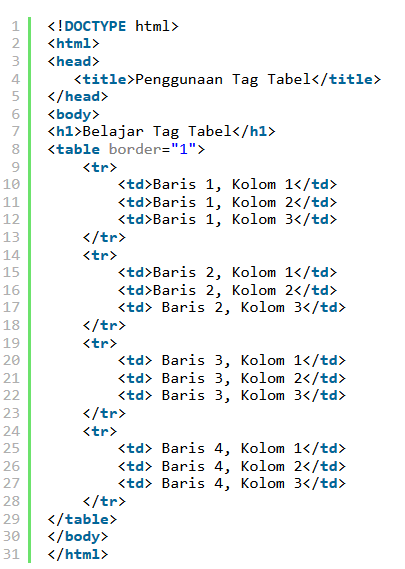 1 <!DOCTYPE html>
2 <html>
3 <head>
4    <title>Penggunaan Tag Tabel</title>
5 </head>
6 <body>
7 <h1>Belajar Tag Tabel</h1>
8 <table border="1">
9     <tr>
10         <td>Baris 1, Kolom 1</td>
11         <td>Baris 1, Kolom 2</td>
12         <td>Baris 1, Kolom 3</td>
13     </tr>
14     <tr>
15         <td>Baris 2, Kolom 1</td>
16         <td>Baris 2, Kolom 2</td>
17         <td> Baris 2, Kolom 3</td>
18     </tr>
19     <tr>
20         <td> Baris 3, Kolom 1</td>
21         <td> Baris 3, Kolom 2</td>
22         <td> Baris 3, Kolom 3</td>
23     </tr>
24     <tr>
25         <td> Baris 4, Kolom 1</td>
26         <td> Baris 4, Kolom 2</td>
27         <td> Baris 4, Kolom 3</td>
28     </tr>
29 </table>
30 </body>
31 </html>